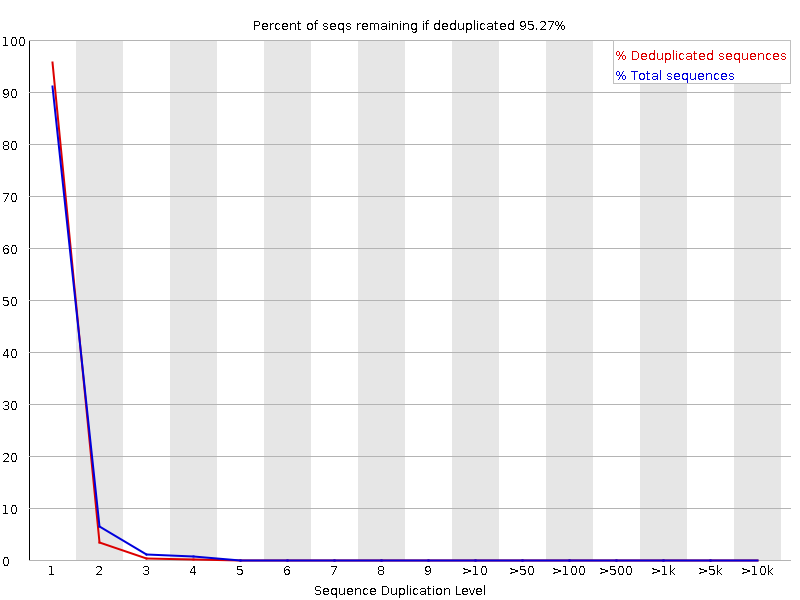 Percent of seqs remaining if deduplicated 95.27%
% Deduplicated sequences
% Total sequences
100
90
80
70
60
50
40
30
20
10
0
1 2 3 4 5 6 7 8 9 >10 >50 >100 >500 >1k >5k >10k
Sequence Duplication Level